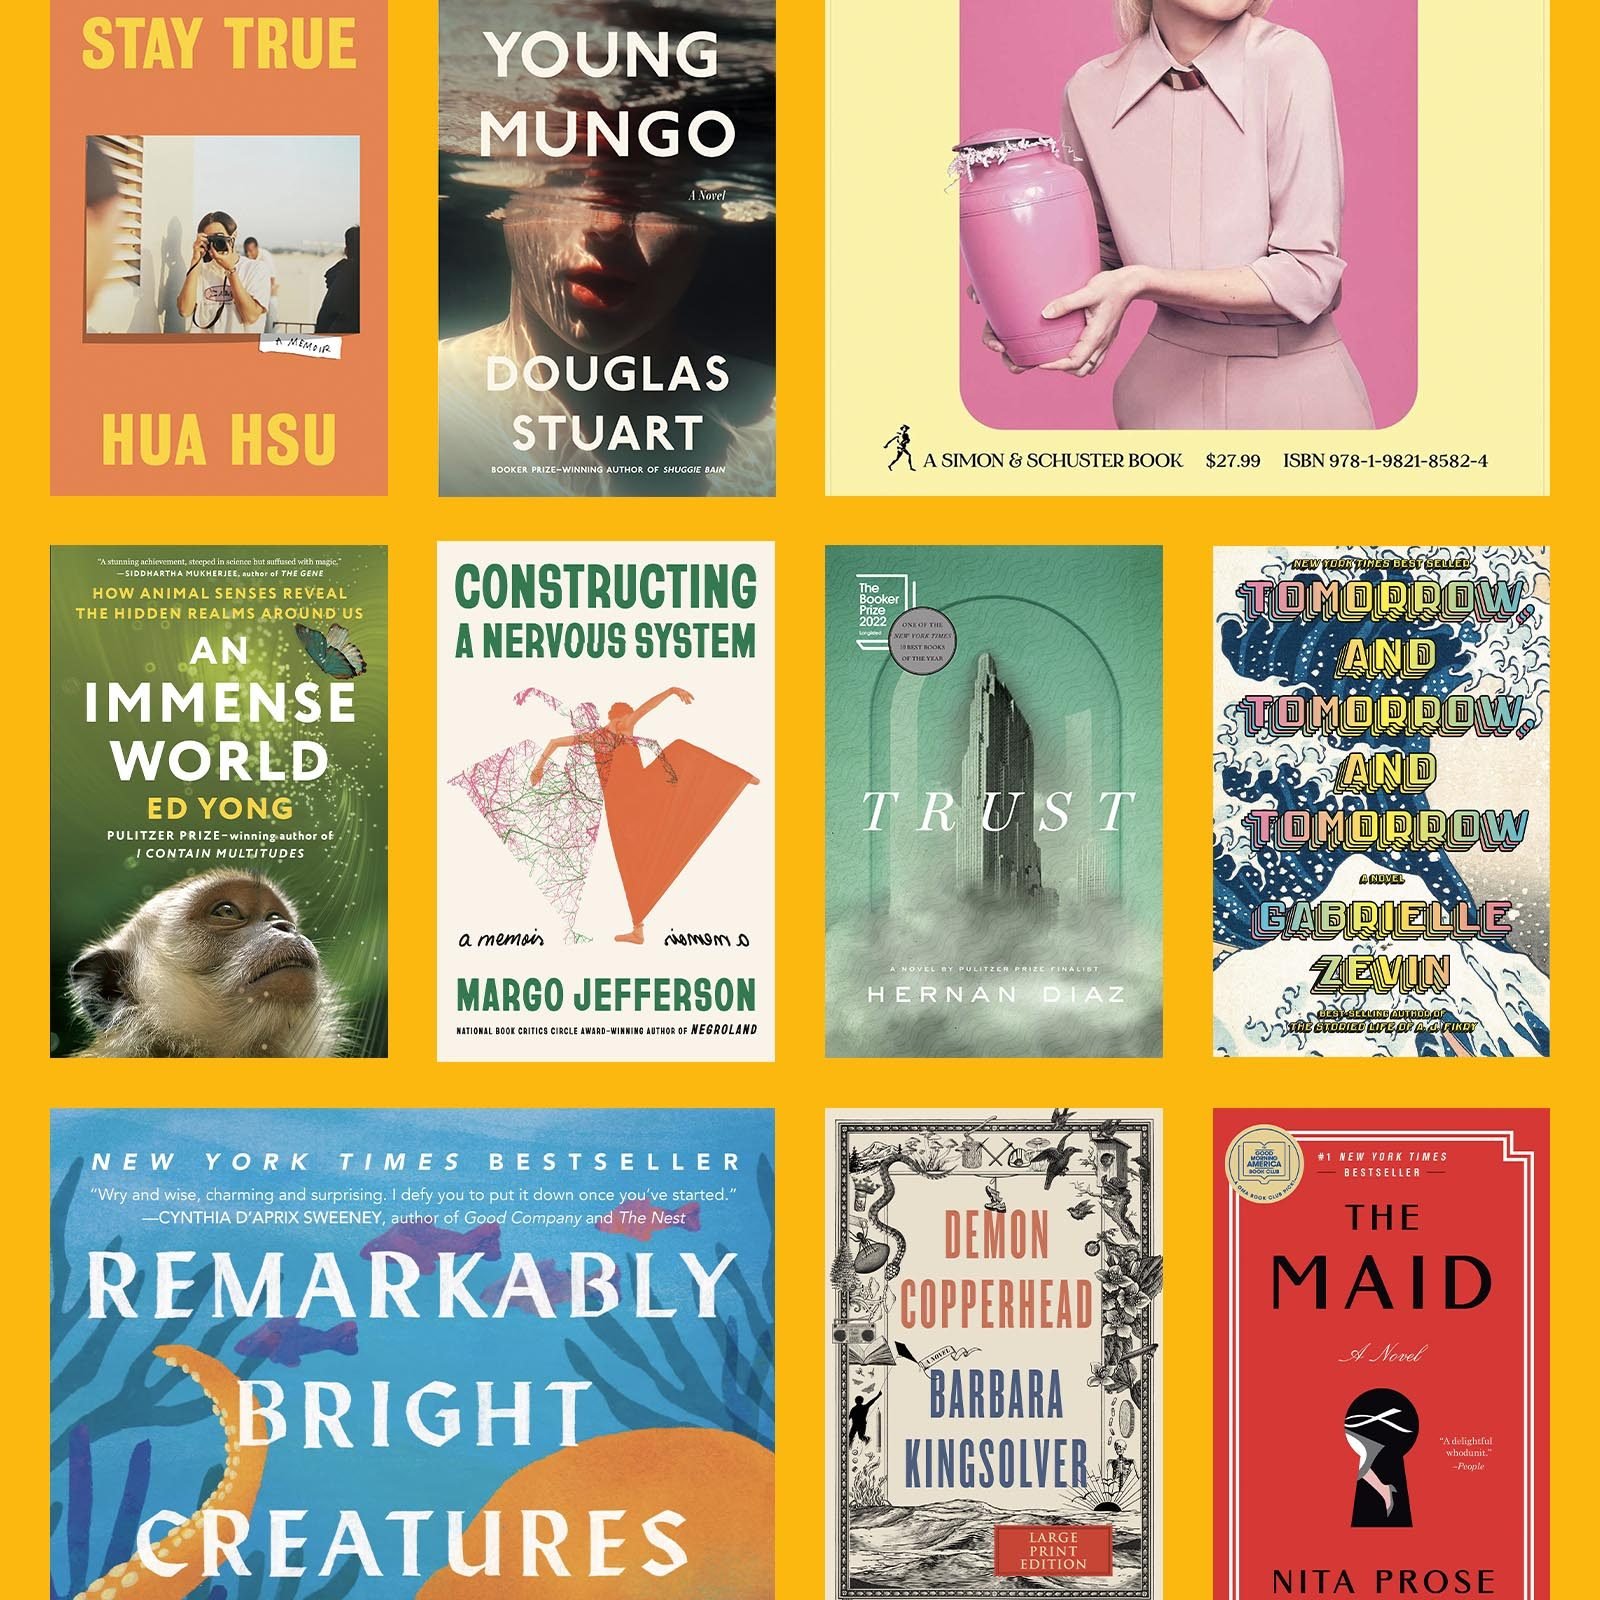 STAY TRUE
A MEMOIR
HUA HSU
YOUNG
MUNGO
A Novel
DOUGLAS
STUART
BOOKER PRIZE–WINNING AUTHOR OF SHUGGIE BAIN
A SIMON & SCHUSTER BOOK $27.99 ISBN 978-1-9821-8582-4
"A stunning achievement, steeped in science but suffused with magic."
—SIDDHARTHA MUKHERJEE, author of THE GENE
HOW ANIMAL SENSES REVEAL
THE HIDDEN REALMS AROUND US
AN
IMMENSE
WORLD
ED YONG
PULITZER PRIZE–winning author of
I CONTAIN MULTITUDES
CONSTRUCTING
A NERVOUS SYSTEM
a memoir memoir a
MARGO JEFFERSON
NATIONAL BOOK CRITICS CIRCLE AWARD–WINNING AUTHOR OF NEGROLAND
The
Booker
Prize
2022
Longlisted
ONE OF THE
NEW YORK TIMES
10 BEST BOOKS
OF THE YEAR
TRUST
A NOVEL BY PULITZER PRIZE FINALIST
HERNAN DIAZ
NEW YORK TIMES BEST SELLER
TOMORROW,
AND
TOMORROW,
AND
TOMORROW
A NOVEL
GABRIELLE
ZEVIN
BEST-SELLING AUTHOR OF
THE STORIED LIFE OF A. J. FIKRY
NEW YORK TIMES BESTSELLER
"Wry and wise, charming and surprising. I defy you to put it down once you've started."
—CYNTHIA D'APRIX SWEENEY, author of Good Company and The Nest
REMARKABLY
BRIGHT
CREATURES
DEMON
COPPERHEAD
A NOVEL
BARBARA
KINGSOLVER
LARGE
PRINT
EDITION
GOOD
MORNING
AMERICA
BOOK CLUB
A GMA BOOK CLUB PICK
#1 NEW YORK TIMES
BESTSELLER
THE
MAID
A Novel
"A delightful
whodunit."
–People
NITA PROSE